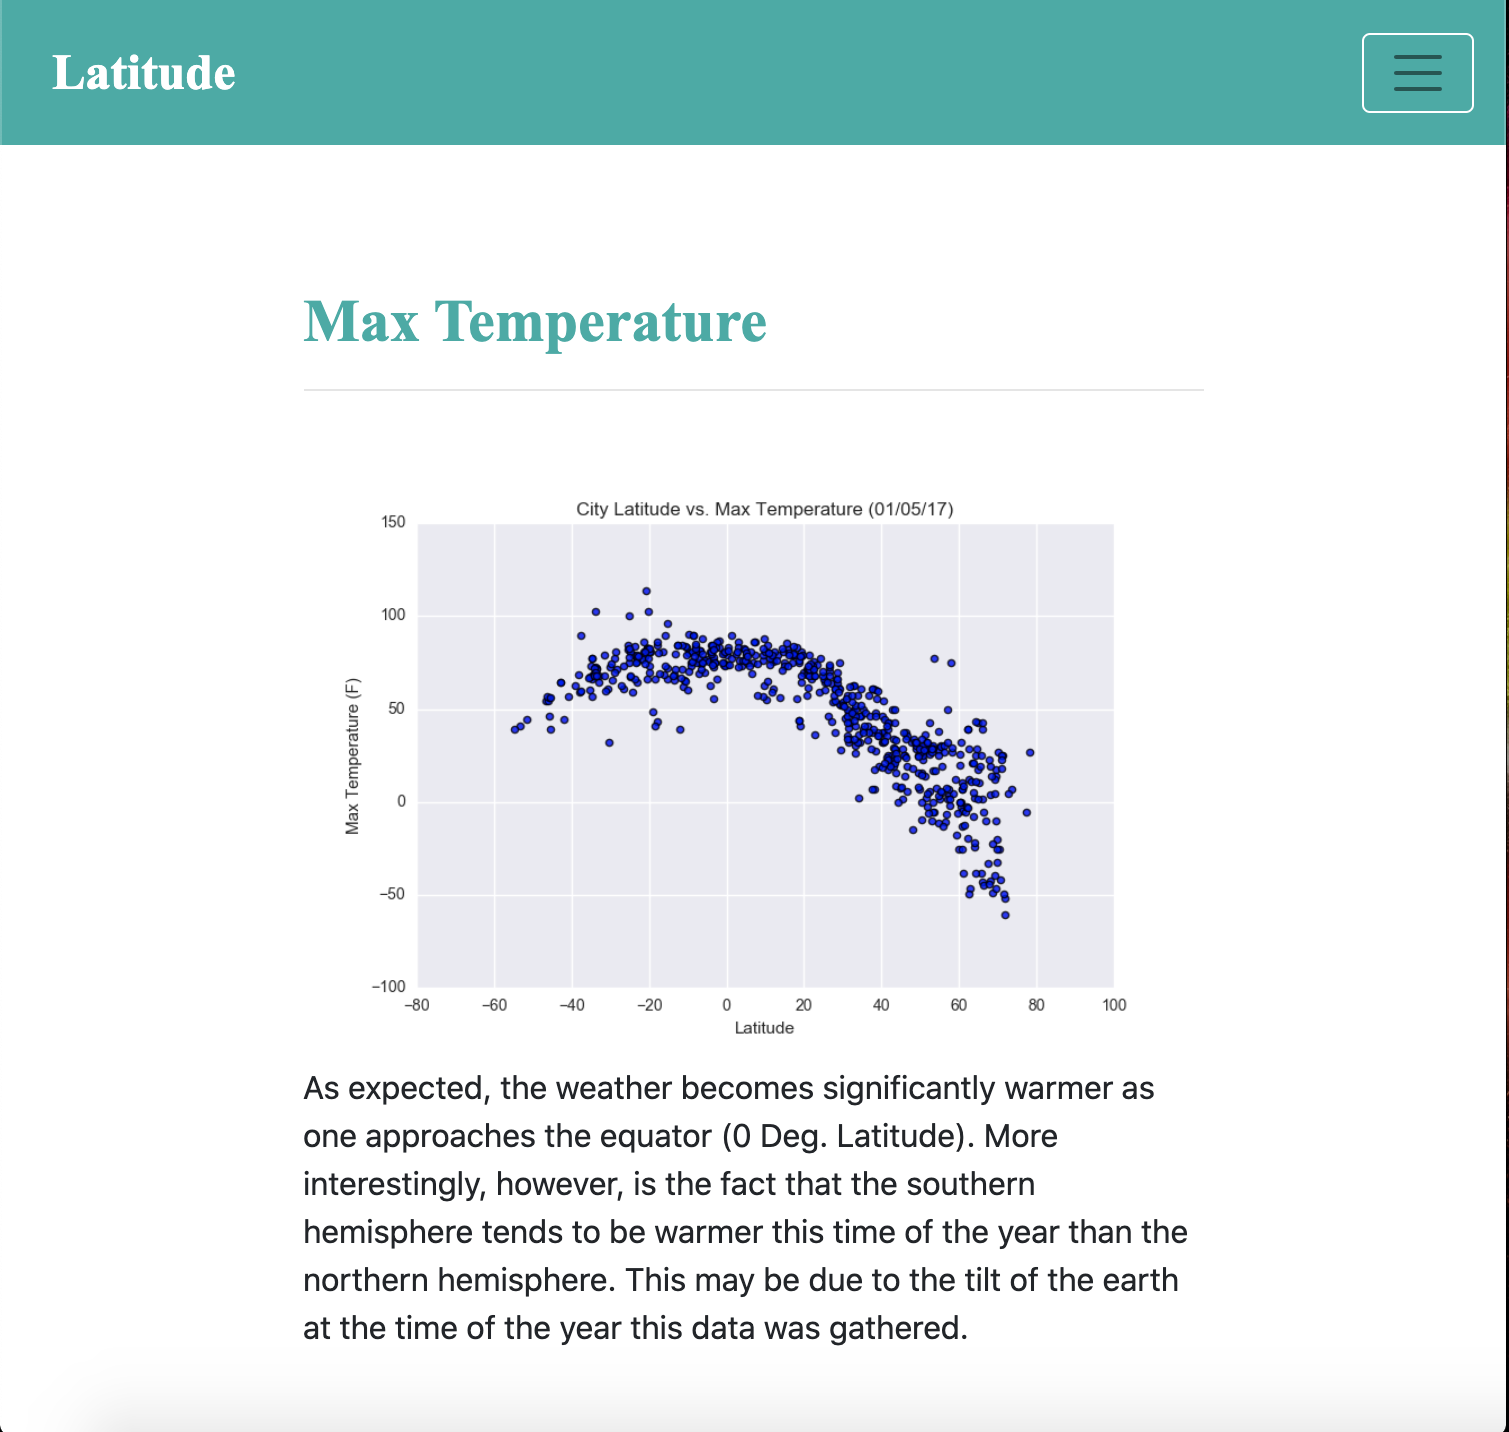 Latitude
Max Temperature
City Latitude vs. Max Temperature (01/05/17)
150
100
50
0
−50
−100
Max Temperature (F)
−80 −60 −40 −20 0 20 40 60 80 100
Latitude
As expected, the weather becomes significantly warmer as
one approaches the equator (0 Deg. Latitude). More
interestingly, however, is the fact that the southern
hemisphere tends to be warmer this time of the year than the
northern hemisphere. This may be due to the tilt of the earth
at the time of the year this data was gathered.